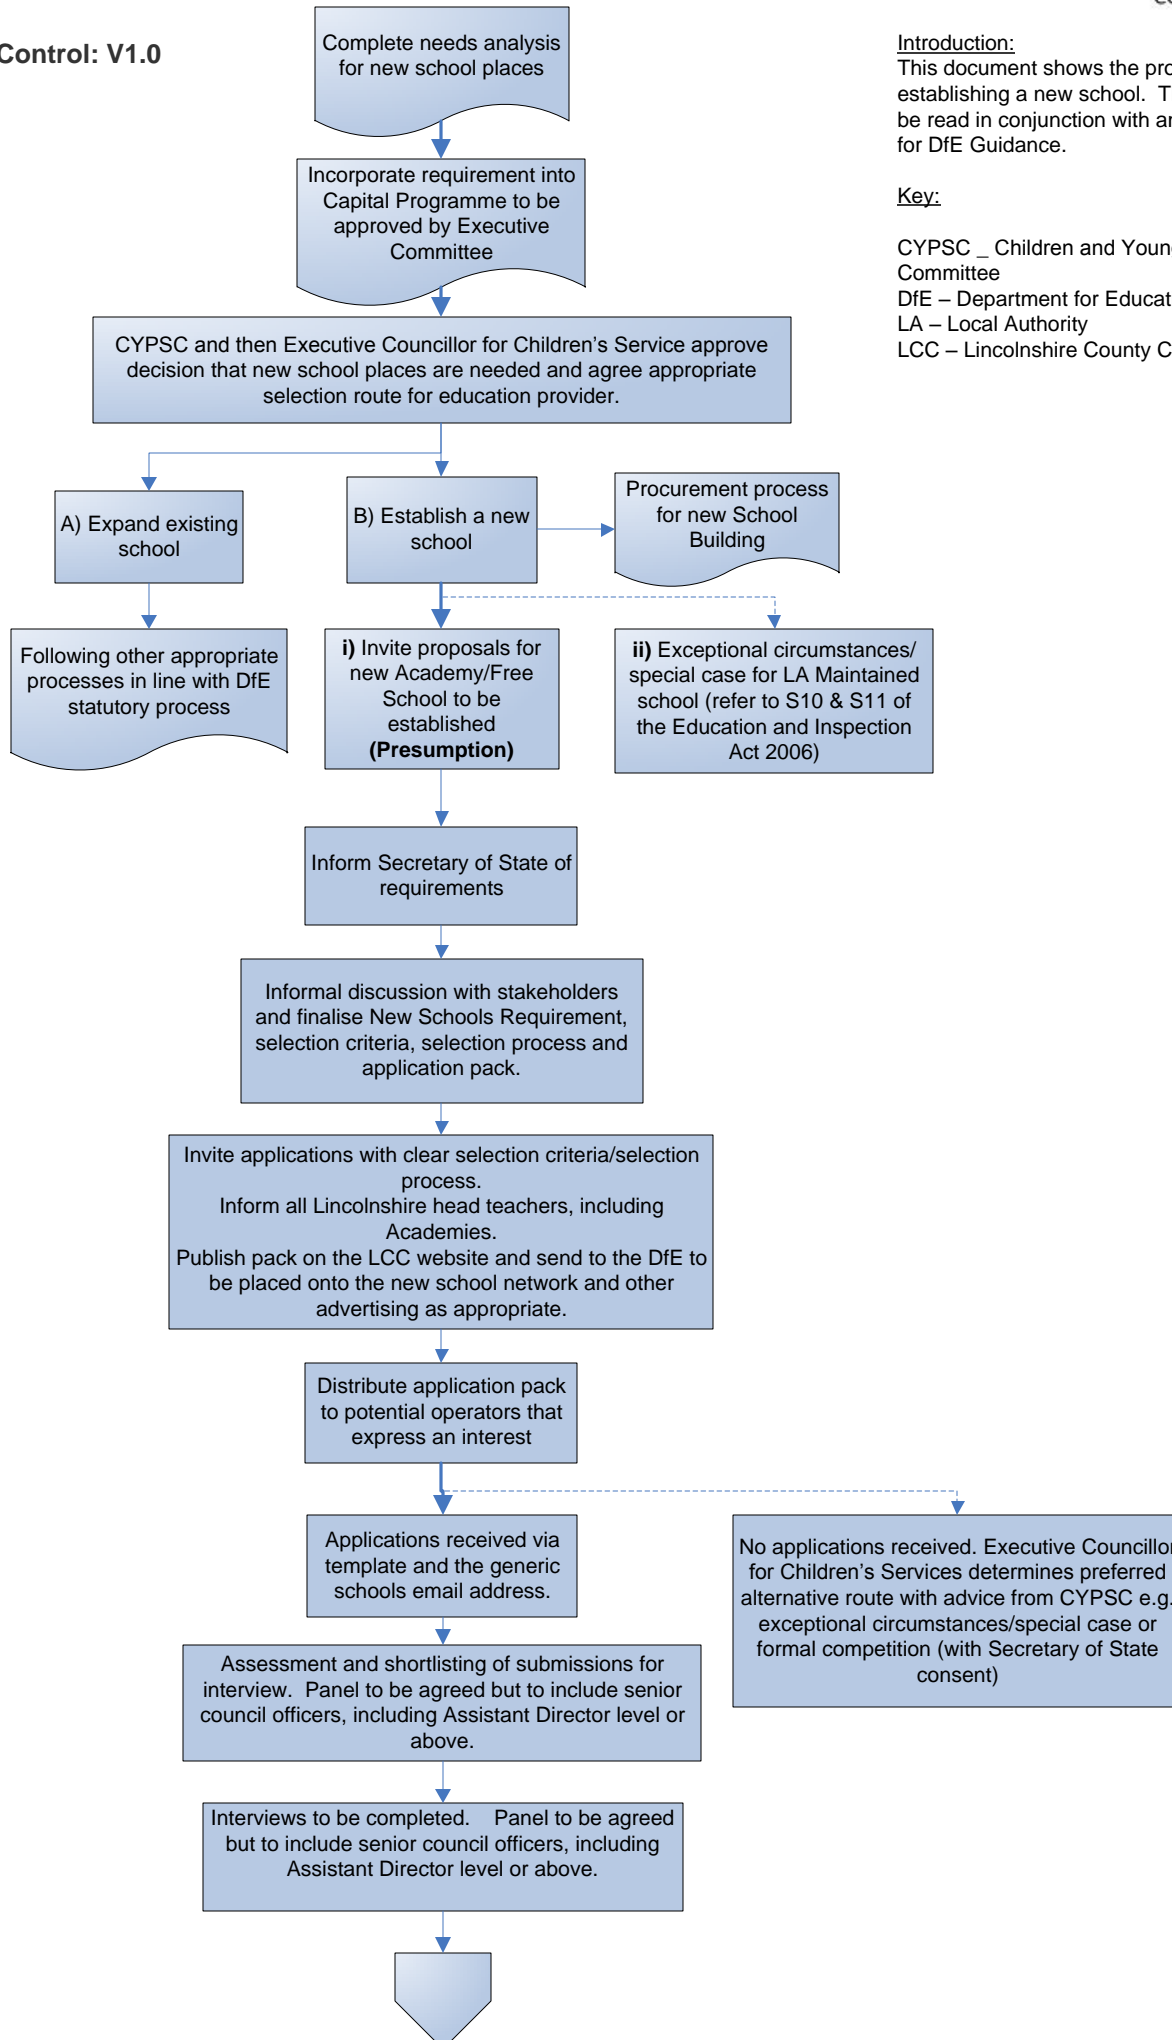 Control: V1.0
Complete needs analysis
for new school places
Introduction:
This document shows the pro
establishing a new school.  T
be read in conjunction with a
for DfE Guidance.
Key:
CYPSC _ Children and Youn
Committee
DfE – Department for Educat
LA – Local Authority
LCC – Lincolnshire County C
Incorporate requirement into
Capital Programme to be
approved by Executive
Committee
CYPSC and then Executive Councillor for Children's Service approve
decision that new school places are needed and agree appropriate
selection route for education provider.
A) Expand existing
school
B) Establish a new
school
Procurement process
for new School
Building
Following other appropriate
processes in line with DfE
statutory process
i) Invite proposals for
new Academy/Free
School to be
established
(Presumption)
ii) Exceptional circumstances/
special case for LA Maintained
school (refer to S10 & S11 of
the Education and Inspection
Act 2006)
Inform Secretary of State of
requirements
Informal discussion with stakeholders
and finalise New Schools Requirement,
selection criteria, selection process and
application pack.
Invite applications with clear selection criteria/selection
process.
Inform all Lincolnshire head teachers, including
Academies.
Publish pack on the LCC website and send to the DfE to
be placed onto the new school network and other
advertising as appropriate.
Distribute application pack
to potential operators that
express an interest
Applications received via
template and the generic
schools email address.
No applications received. Executive Councillor
for Children's Services determines preferred
alternative route with advice from CYPSC e.g.
exceptional circumstances/special case or
formal competition (with Secretary of State
consent)
Assessment and shortlisting of submissions for
interview.  Panel to be agreed but to include senior
council officers, including Assistant Director level or
above.
Interviews to be completed.    Panel to be agreed
but to include senior council officers, including
Assistant Director level or above.